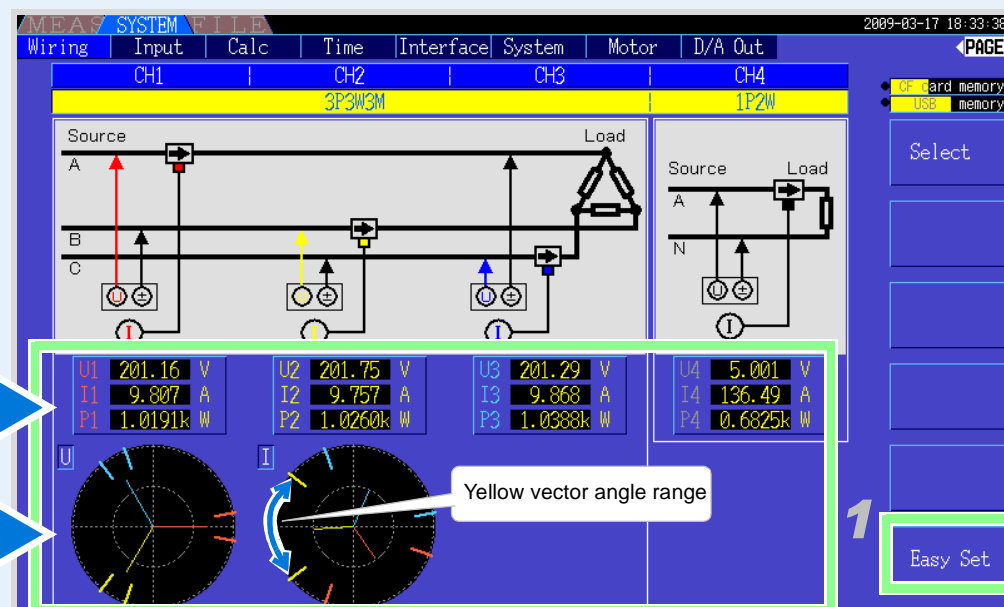 MEAS SYSTEM FILE 2009-03-17 18:33:38
Wiring Input Calc Time Interface System Motor D/A Out PAGE
CH1 CH2 CH3 CH4
3P3W3M 1P2W
CF card memory
USB memory
Source Load
A
B
C
U ± U ± U ±
I I I
Source Load
A
N
U ±
I
Select
U1 201.16 V U2 201.75 V U3 201.29 V U4 5.001 V
I1 9.807 A I2 9.757 A I3 9.868 A I4 136.49 A
P1 1.0191k W P2 1.0260k W P3 1.0388k W P4 0.6825k W
U I
Yellow vector angle range
1
Easy Set